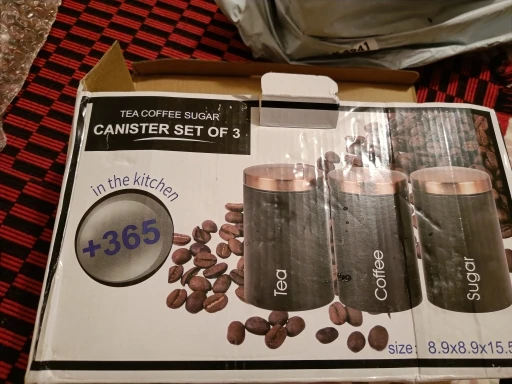 TEA COFFEE SUGAR
CANISTER SET OF 3
in the kitchen
+365
Tea
Coffee
Sugar
size: 8.9x8.9x15.5